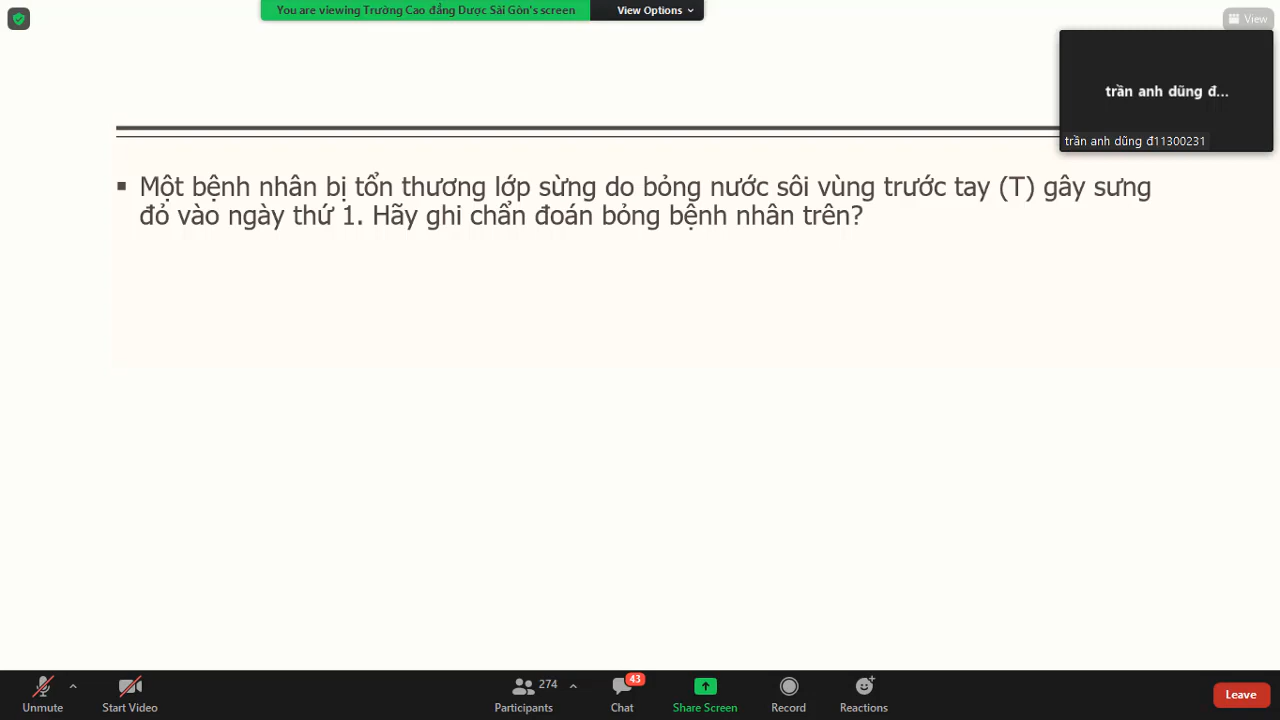 You are viewing Trường Cao đẳng Dược Sài Gòn's screen
View Options
View
trần anh dũng đ...
trần anh dũng đ11300231
▪ Một bệnh nhân bị tổn thương lớp sừng do bỏng nước sôi vùng trước tay (T) gây sưng
đỏ vào ngày thứ 1. Hãy ghi chẩn đoán bỏng bệnh nhân trên?
Unmute
Start Video
274
Participants
43
Chat
Share Screen
Record
Reactions
Leave